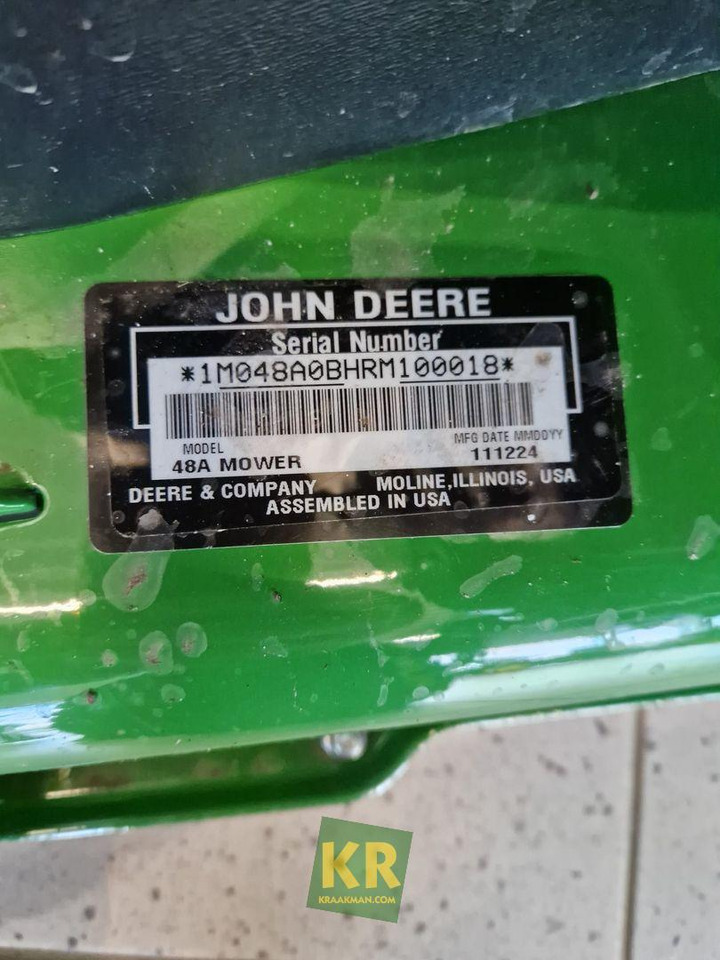 JOHN DEERE
Serial Number
*1M048A0BHRM100018*
MODEL MFG DATE MMDDYY
48A MOWER 111224
DEERE & COMPANY MOLINE, ILLINOIS, USA
ASSEMBLED IN USA
KR
KRAAKMAN.COM